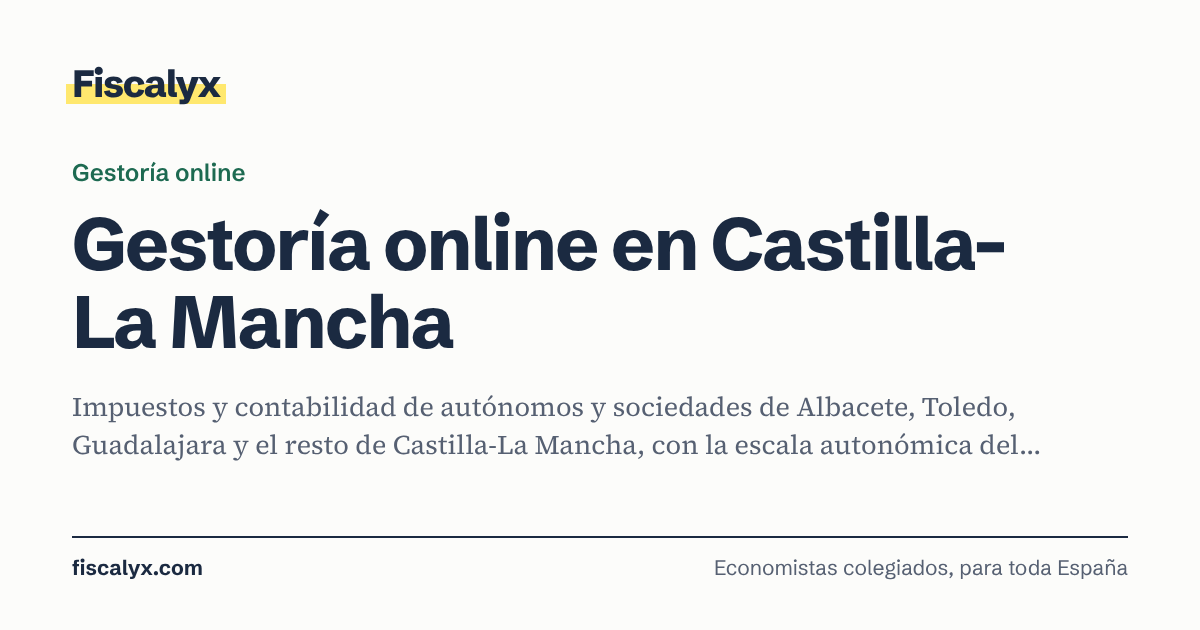 Fiscalyx
Gestoría online
Gestoría online en Castilla-
La Mancha
Impuestos y contabilidad de autónomos y sociedades de Albacete, Toledo,
Guadalajara y el resto de Castilla-La Mancha, con la escala autonómica del...
fiscalyx.com
Economistas colegiados, para toda España